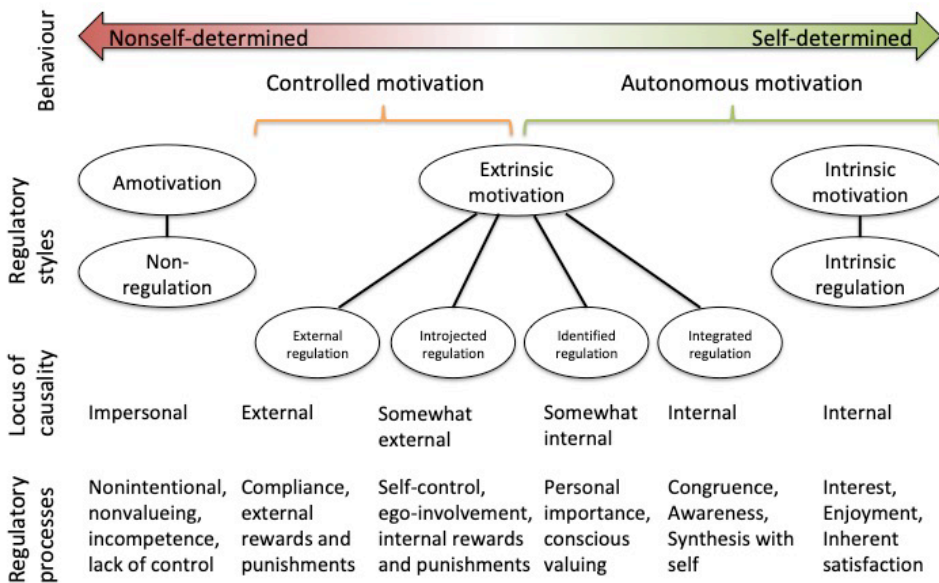 Behaviour
Nonself-determined
Self-determined
Controlled motivation
Autonomous motivation
Regulatory
styles
Amotivation
Extrinsic
motivation
Intrinsic
motivation
Non-
regulation
Intrinsic
regulation
External
regulation
Introjected
regulation
Identified
regulation
Integrated
regulation
Locus of
causality
Impersonal
External
Somewhat
external
Somewhat
internal
Internal
Internal
Regulatory
processes
Nonintentional,
nonvalueing,
incompetence,
lack of control
Compliance,
external
rewards and
punishments
Self-control,
ego-involvement,
internal rewards
and punishments
Personal
importance,
conscious
valuing
Congruence,
Awareness,
Synthesis with
self
Interest,
Enjoyment,
Inherent
satisfaction